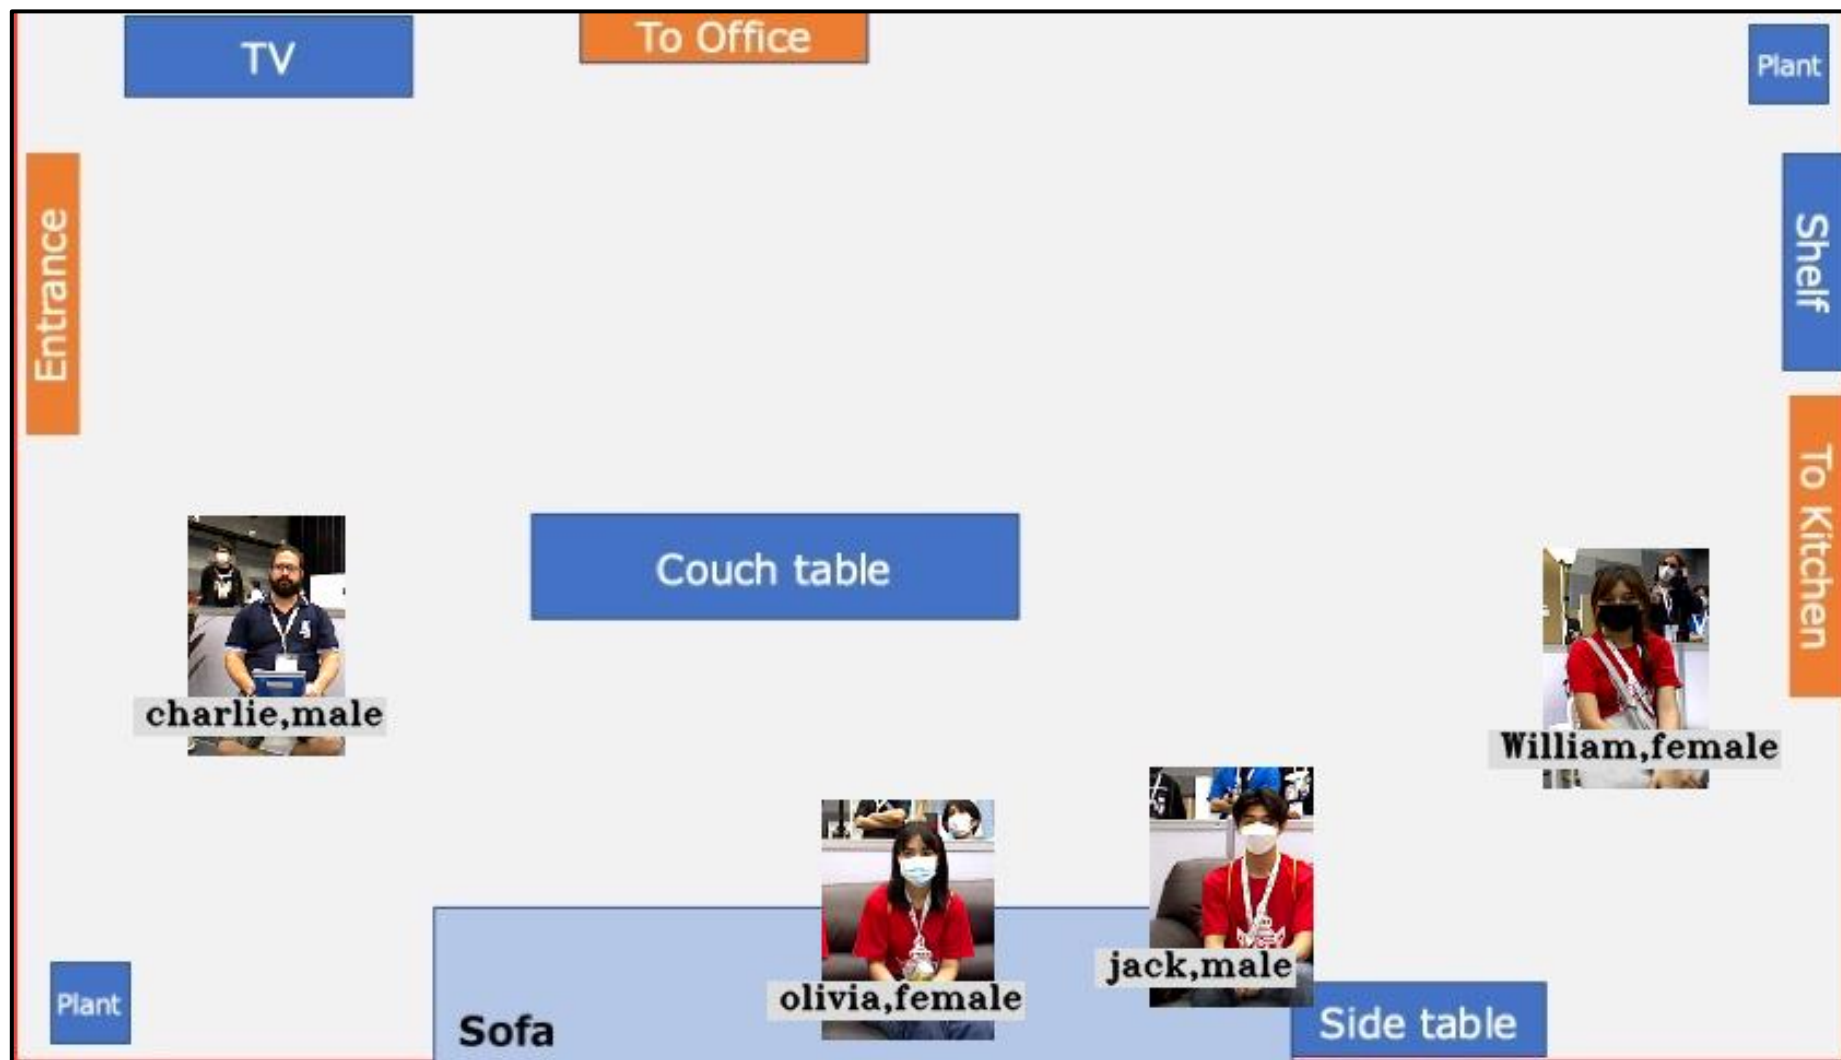 TV
To Office
Plant
Entrance
Shelf
To Kitchen
Couch table
charlie,male
William,female
jack,male
olivia,female
Plant
Sofa
Side table